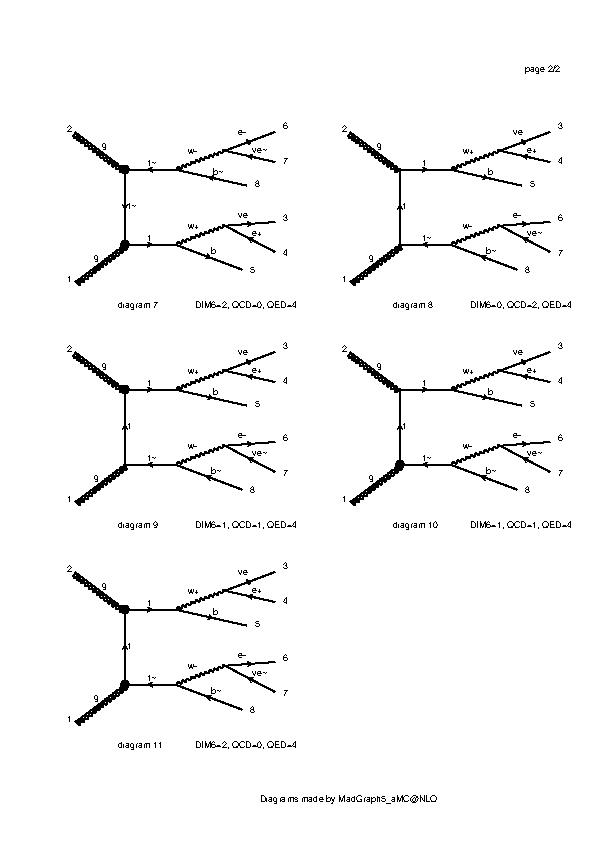 page 2/2
2 g 1~ w- e- 6 ve~ 7 b~ 8
1~
1 g 1 w+ ve 3 e+ 4 b 5
diagram 7 DIM6=2, QCD=0, QED=4
2 g 1 w+ ve 3 e+ 4 b 5
1
1 g 1~ w- e- 6 ve~ 7 b~ 8
diagram 8 DIM6=0, QCD=2, QED=4
2 g 1 w+ ve 3 e+ 4 b 5
1
1 g 1~ w- e- 6 ve~ 7 b~ 8
diagram 9 DIM6=1, QCD=1, QED=4
2 g 1 w+ ve 3 e+ 4 b 5
1
1 g 1~ w- e- 6 ve~ 7 b~ 8
diagram 10 DIM6=1, QCD=1, QED=4
2 g 1 w+ ve 3 e+ 4 b 5
1
1 g 1~ w- e- 6 ve~ 7 b~ 8
diagram 11 DIM6=2, QCD=0, QED=4
Diagrams made by MadGraph5_aMC@NLO